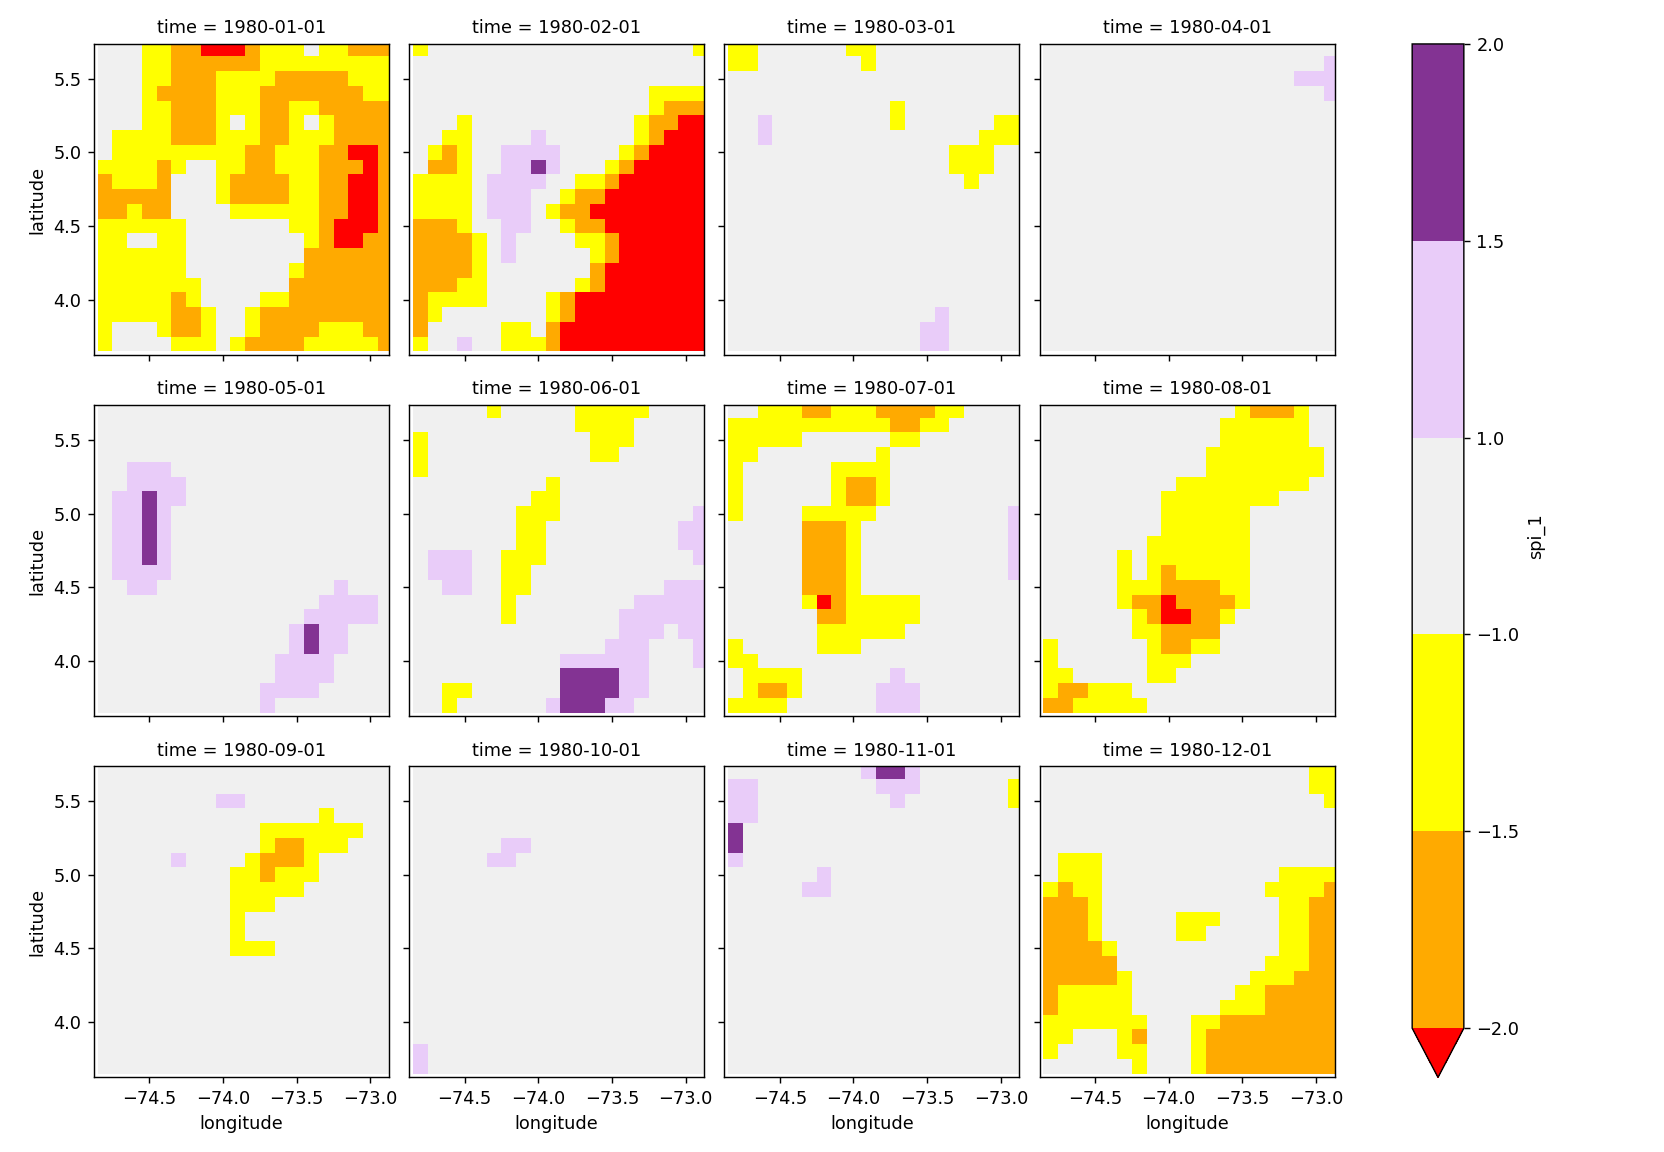 time = 1980-01-01 time = 1980-02-01 time = 1980-03-01 time = 1980-04-01
5.5
5.0
4.5
4.0
latitude
time = 1980-05-01 time = 1980-06-01 time = 1980-07-01 time = 1980-08-01
5.5
5.0
4.5
4.0
latitude
time = 1980-09-01 time = 1980-10-01 time = 1980-11-01 time = 1980-12-01
5.5
5.0
4.5
4.0
latitude
−74.5 −74.0 −73.5 −73.0 −74.5 −74.0 −73.5 −73.0 −74.5 −74.0 −73.5 −73.0 −74.5 −74.0 −73.5 −73.0
longitude longitude longitude longitude
2.0
1.5
1.0
−1.0
−1.5
−2.0
spi_1